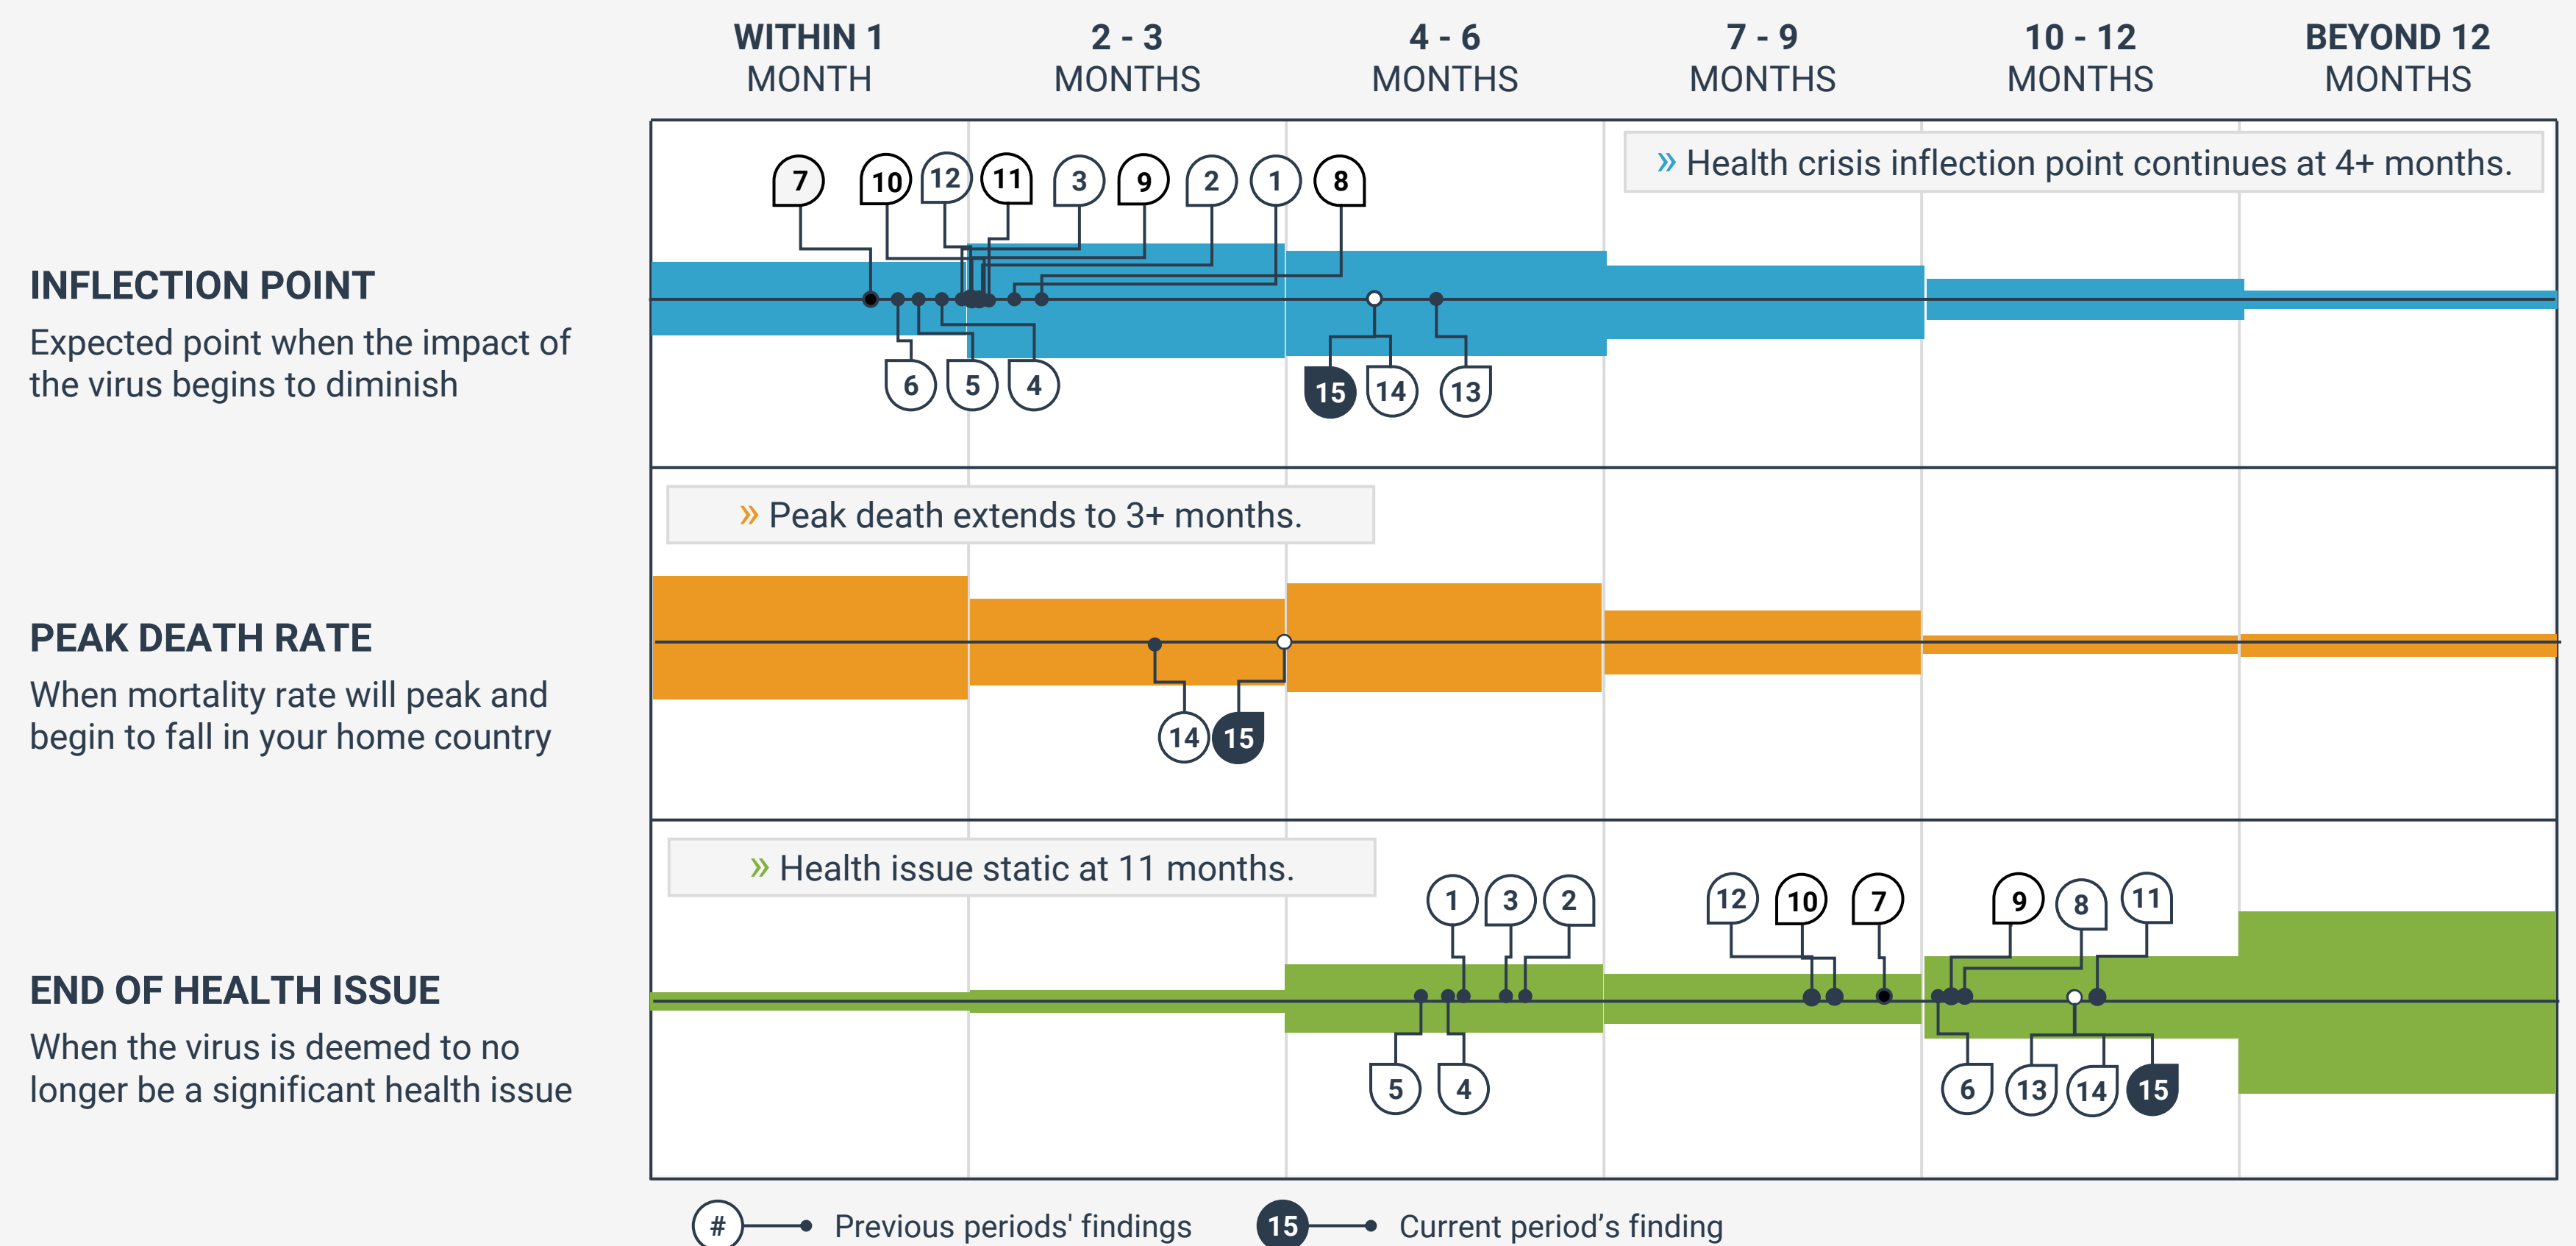 WITHIN 1
MONTH
2 - 3
MONTHS
4 - 6
MONTHS
7 - 9
MONTHS
10 - 12
MONTHS
BEYOND 12
MONTHS
» Health crisis inflection point continues at 4+ months.
7 10 12 11 3 9 2 1 8
INFLECTION POINT
Expected point when the impact of
the virus begins to diminish
6 5 4 15 14 13
» Peak death extends to 3+ months.
PEAK DEATH RATE
When mortality rate will peak and
begin to fall in your home country
14 15
» Health issue static at 11 months.
1 3 2 12 10 7 9 8 11
END OF HEALTH ISSUE
When the virus is deemed to no
longer be a significant health issue
5 4 6 13 14 15
# Previous periods' findings
15 Current period’s finding